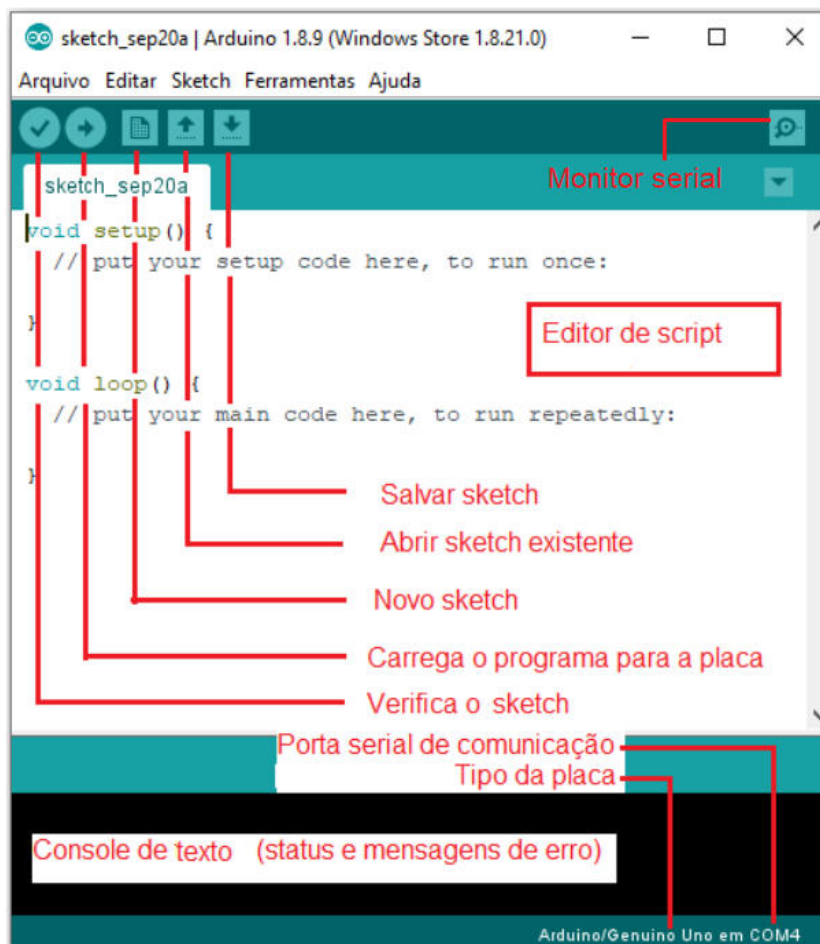 sketch_sep20a | Arduino 1.8.9 (Windows Store 1.8.21.0)
Arquivo Editar Sketch Ferramentas Ajuda
Monitor serial
sketch_sep20a
void setup() {
// put your setup code here, to run once:
}
Editor de script
void loop() {
// put your main code here, to run repeatedly:
}
Salvar sketch
Abrir sketch existente
Novo sketch
Carrega o programa para a placa
Verifica o sketch
Porta serial de comunicação
Tipo da placa
Console de texto (status e mensagens de erro)
Arduino/Genuino Uno em COM4